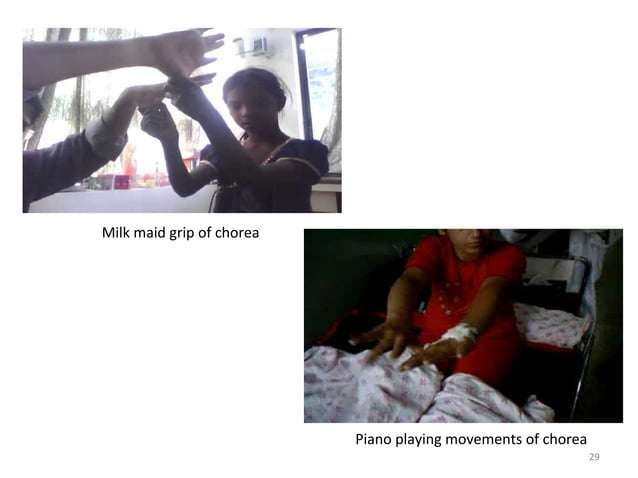 Milk maid grip of chorea
Piano playing movements of chorea
29